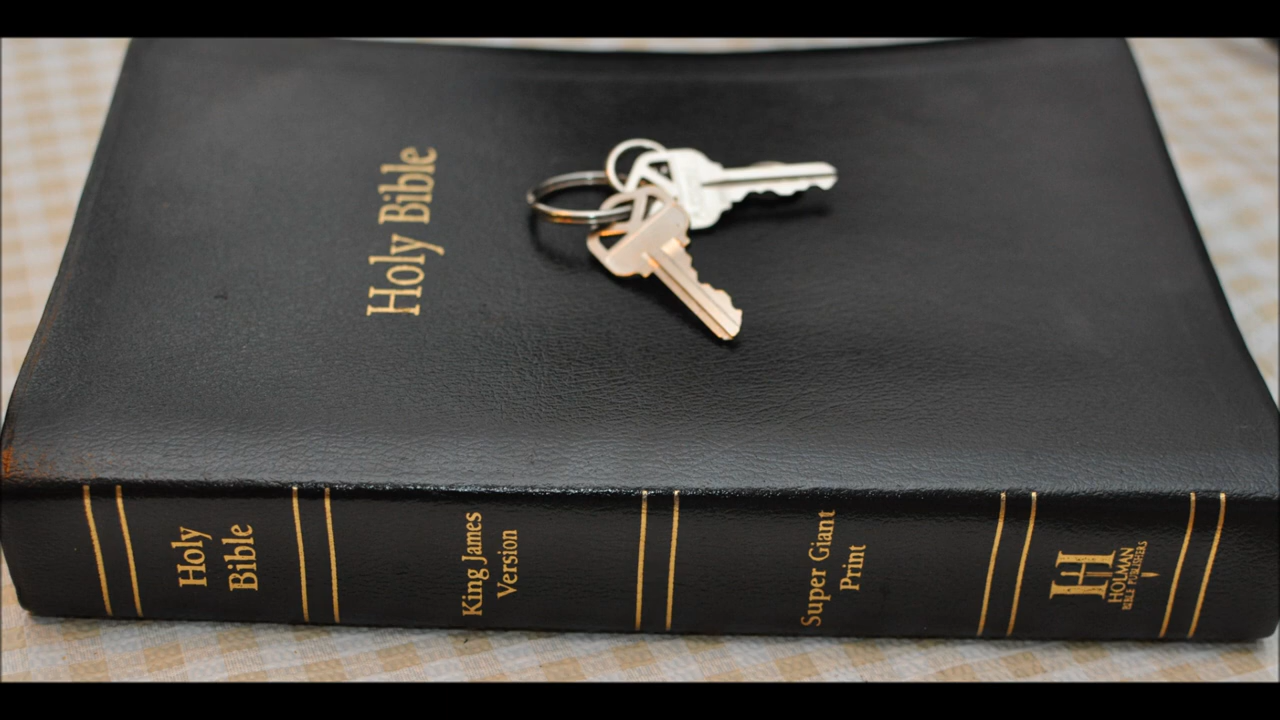 Holy Bible
Holy
Bible
King James
Version
Super Giant
Print
HOLMAN
BIBLE PUBLISHERS